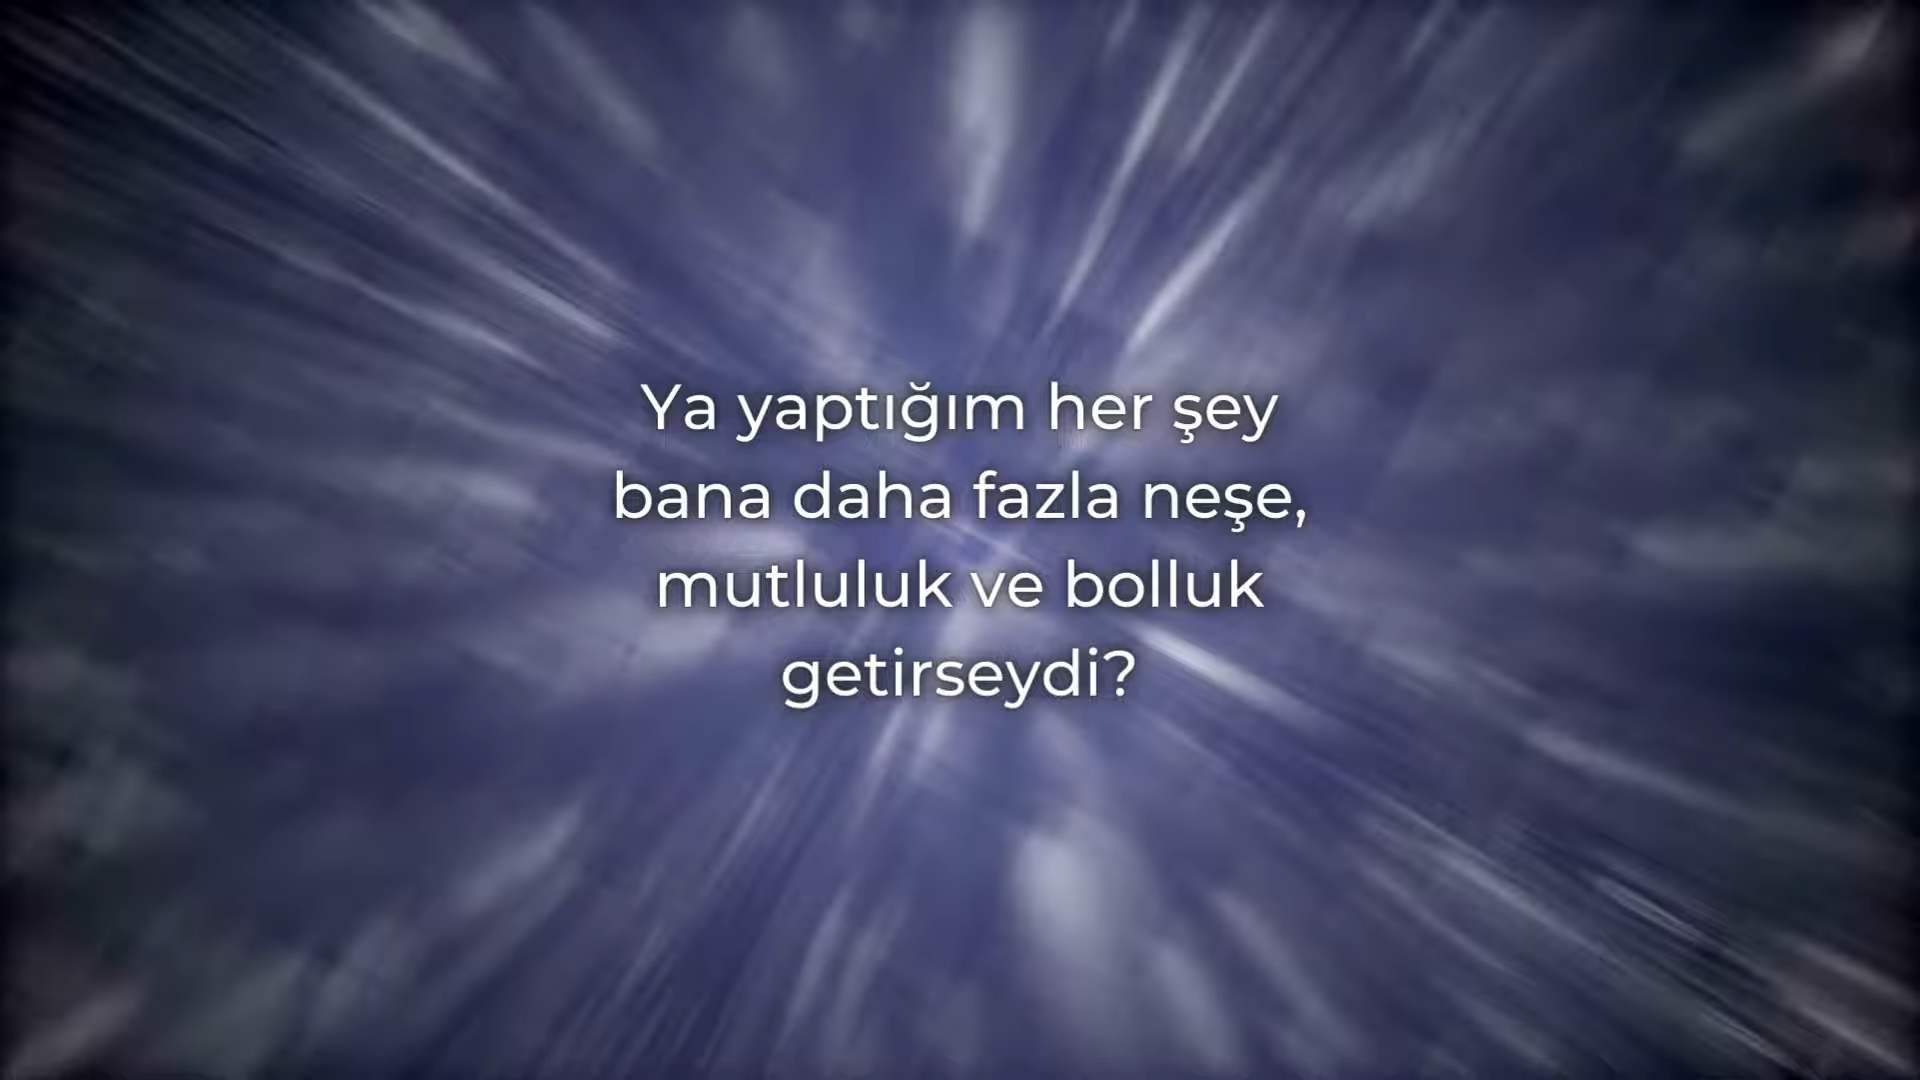 Ya yaptığım her şey
bana daha fazla neşe,
mutluluk ve bolluk
getirseydi?